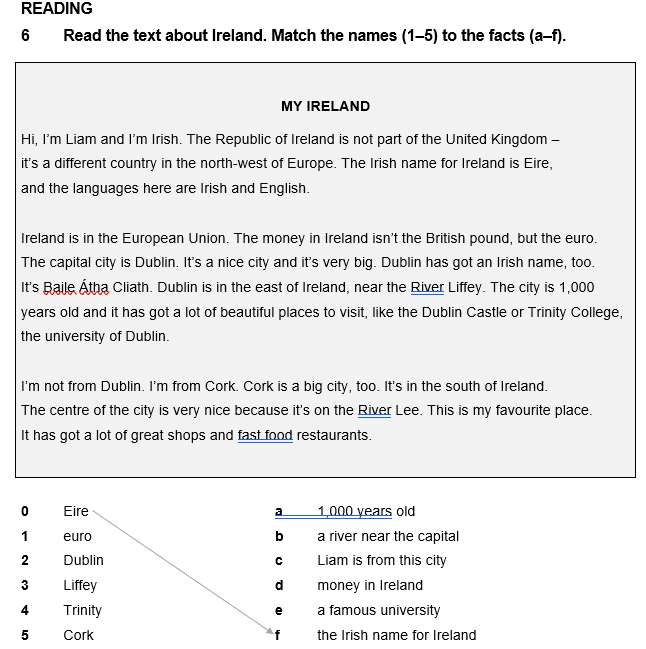 READING
6 Read the text about Ireland. Match the names (1–5) to the facts (a–f).
MY IRELAND
Hi, I’m Liam and I’m Irish. The Republic of Ireland is not part of the United Kingdom –
it’s a different country in the north-west of Europe. The Irish name for Ireland is Eire,
and the languages here are Irish and English.
Ireland is in the European Union. The money in Ireland isn’t the British pound, but the euro.
The capital city is Dublin. It’s a nice city and it’s very big. Dublin has got an Irish name, too.
It’s Baile Átha Cliath. Dublin is in the east of Ireland, near the River Liffey. The city is 1,000
years old and it has got a lot of beautiful places to visit, like the Dublin Castle or Trinity College,
the university of Dublin.
I’m not from Dublin. I’m from Cork. Cork is a big city, too. It’s in the south of Ireland.
The centre of the city is very nice because it’s on the River Lee. This is my favourite place.
It has got a lot of great shops and fast food restaurants.
0 Eire a 1,000 years old
1 euro b a river near the capital
2 Dublin c Liam is from this city
3 Liffey d money in Ireland
4 Trinity e a famous university
5 Cork f the Irish name for Ireland